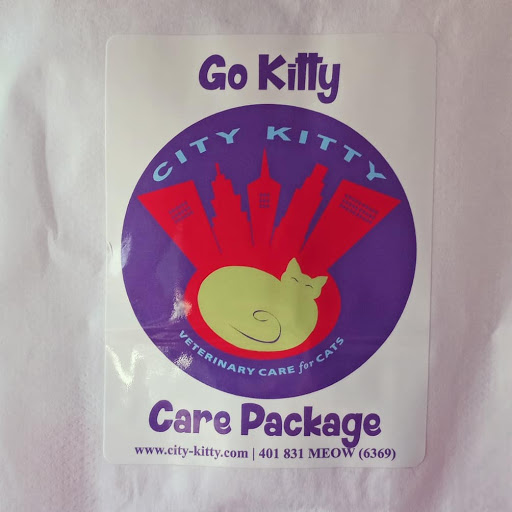 Go Kitty
CITY KITTY
VETERINARY CARE for CATS
Care Package
www.city-kitty.com | 401 831 MEOW (6369)